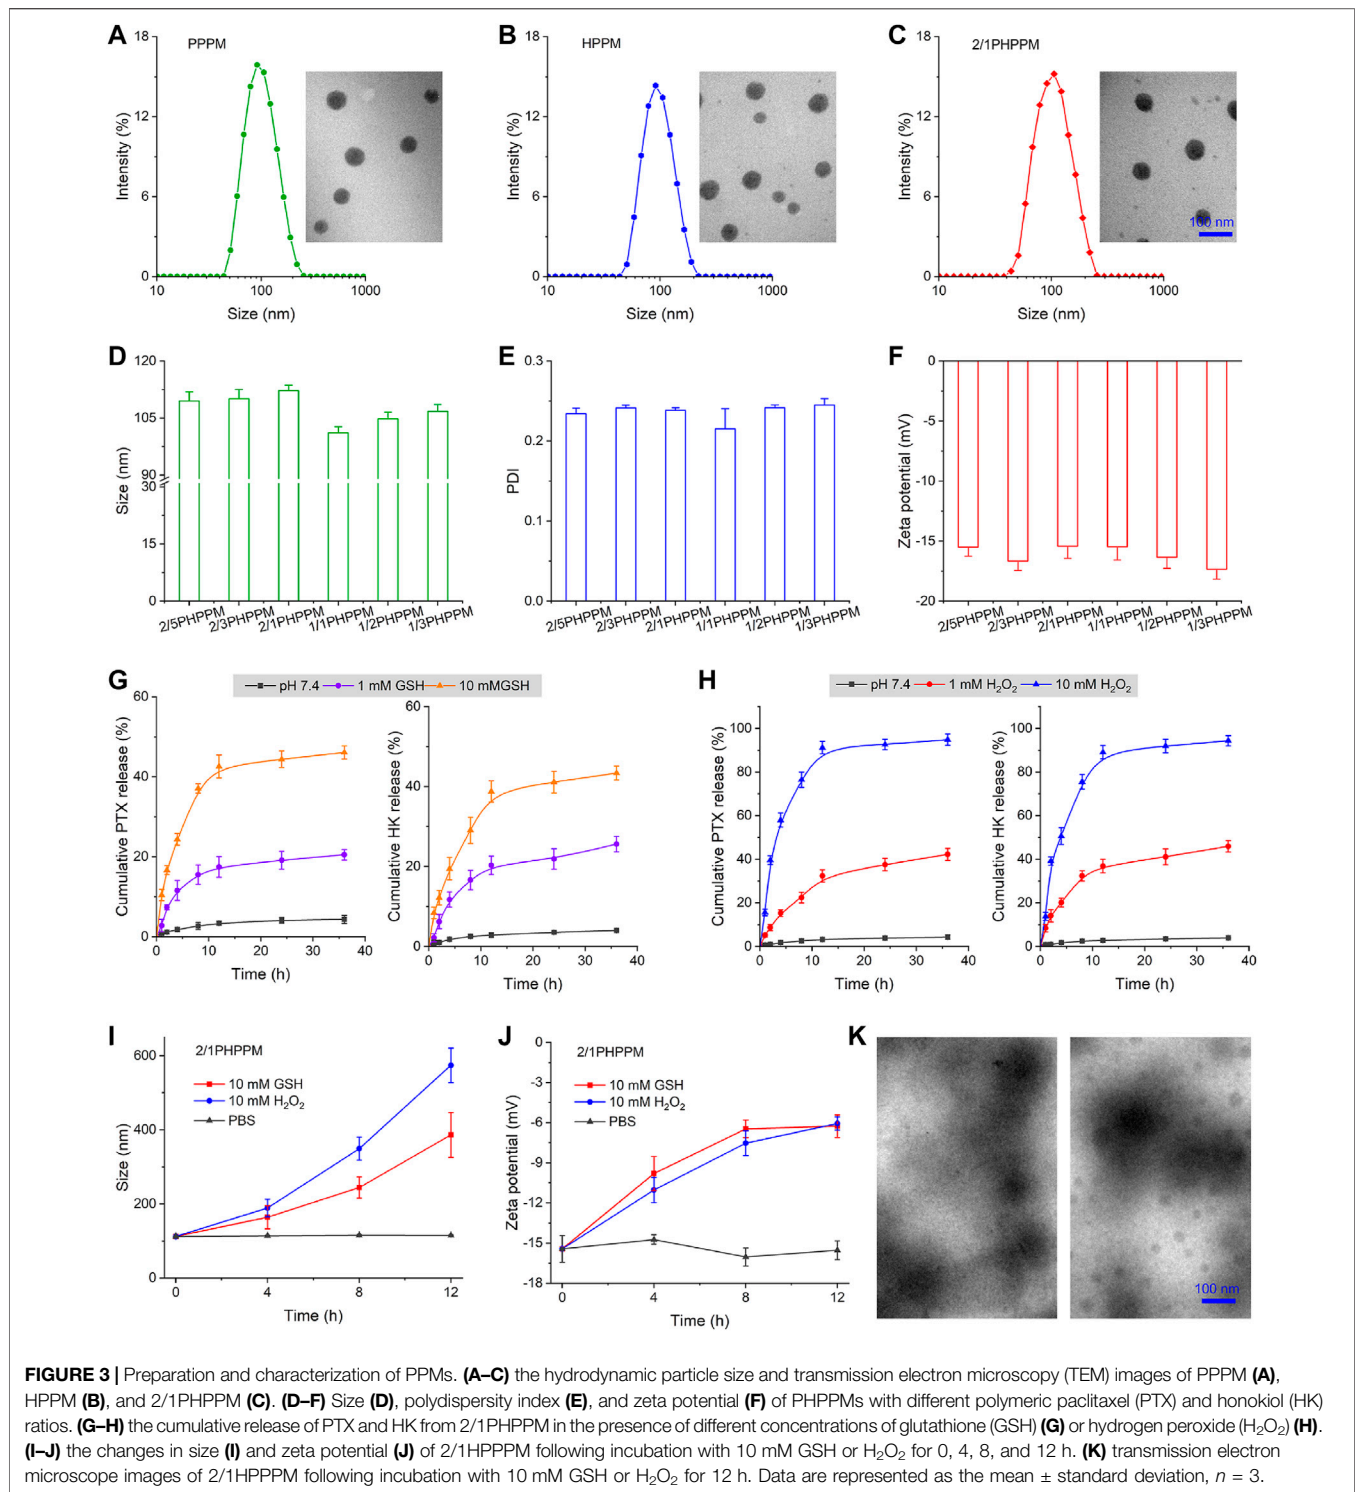 A
PPPM
18
12
6
0
Intensity (%)
10
100
1000
Size (nm)
B
HPPM
18
12
6
0
Intensity (%)
10
100
1000
Size (nm)
C
2/1PHPPM
18
12
6
0
Intensity (%)
100 nm
10
100
1000
Size (nm)
D
120
105
90
30
15
0
Size (nm)
2/5PHPPM
2/3PHPPM
2/1PHPPM
1/1PHPPM
1/2PHPPM
1/3PHPPM
E
0.3
0.2
0.1
0.0
PDI
2/5PHPPM
2/3PHPPM
2/1PHPPM
1/1PHPPM
1/2PHPPM
1/3PHPPM
F
0
-5
-10
-15
-20
Zeta potential (mV)
2/5PHPPM
2/3PHPPM
2/1PHPPM
1/1PHPPM
1/2PHPPM
1/3PHPPM
G
pH 7.4 1 mM GSH 10 mMGSH
60
40
20
0
Cumulative PTX release (%)
0 10 20 30 40
Time (h)
60
40
20
0
Cumulative HK release (%)
0 10 20 30 40
Time (h)
H
pH 7.4 1 mM H₂O₂ 10 mM H₂O₂
100
80
60
40
20
0
Cumulative PTX release (%)
0 10 20 30 40
Time (h)
100
80
60
40
20
0
Cumulative HK release (%)
0 10 20 30 40
Time (h)
I
2/1PHPPM
10 mM GSH
10 mM H₂O₂
PBS
600
400
200
0
Size (nm)
0 4 8 12
Time (h)
J
2/1PHPPM
10 mM GSH
10 mM H₂O₂
PBS
0
-3
-6
-9
-12
-15
-18
Zeta potential (mV)
0 4 8 12
Time (h)
K
100 nm
FIGURE 3 | Preparation and characterization of PPMs. (A–C) the hydrodynamic particle size and transmission electron microscopy (TEM) images of PPPM (A),
HPPM (B), and 2/1PHPPM (C). (D–F) Size (D), polydispersity index (E), and zeta potential (F) of PHPPMs with different polymeric paclitaxel (PTX) and honokiol (HK)
ratios. (G–H) the cumulative release of PTX and HK from 2/1PHPPM in the presence of different concentrations of glutathione (GSH) (G) or hydrogen peroxide (H₂O₂) (H).
(I–J) the changes in size (I) and zeta potential (J) of 2/1HPPPM following incubation with 10 mM GSH or H₂O₂ for 0, 4, 8, and 12 h. (K) transmission electron
microscope images of 2/1HPPPM following incubation with 10 mM GSH or H₂O₂ for 12 h. Data are represented as the mean ± standard deviation, n = 3.